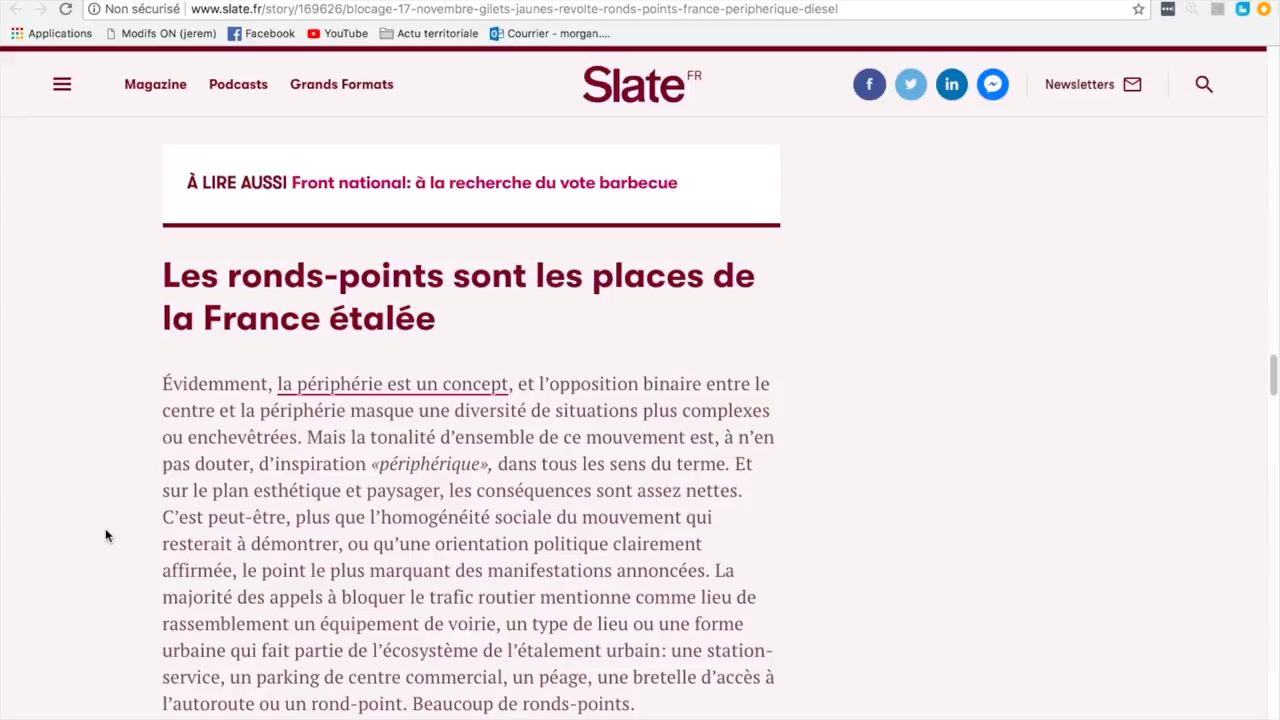 Non sécurisé | www.slate.fr/story/169626/blocage-17-novembre-gilets-jaunes-revolte-ronds-points-france-peripherique-diesel
Applications Modifs ON (jerem) Facebook YouTube Actu territoriale Courrier - morgan....
Magazine Podcasts Grands Formats Slate FR Newsletters
À LIRE AUSSI Front national: à la recherche du vote barbecue
Les ronds-points sont les places de
la France étalée
Évidemment, la périphérie est un concept, et l’opposition binaire entre le
centre et la périphérie masque une diversité de situations plus complexes
ou enchevêtrées. Mais la tonalité d’ensemble de ce mouvement est, à n’en
pas douter, d’inspiration «périphérique», dans tous les sens du terme. Et
sur le plan esthétique et paysager, les conséquences sont assez nettes.
C’est peut-être, plus que l’homogénéité sociale du mouvement qui
resterait à démontrer, ou qu’une orientation politique clairement
affirmée, le point le plus marquant des manifestations annoncées. La
majorité des appels à bloquer le trafic routier mentionne comme lieu de
rassemblement un équipement de voirie, un type de lieu ou une forme
urbaine qui fait partie de l’écosystème de l’étalement urbain: une station-
service, un parking de centre commercial, un péage, une bretelle d’accès à
l’autoroute ou un rond-point. Beaucoup de ronds-points.